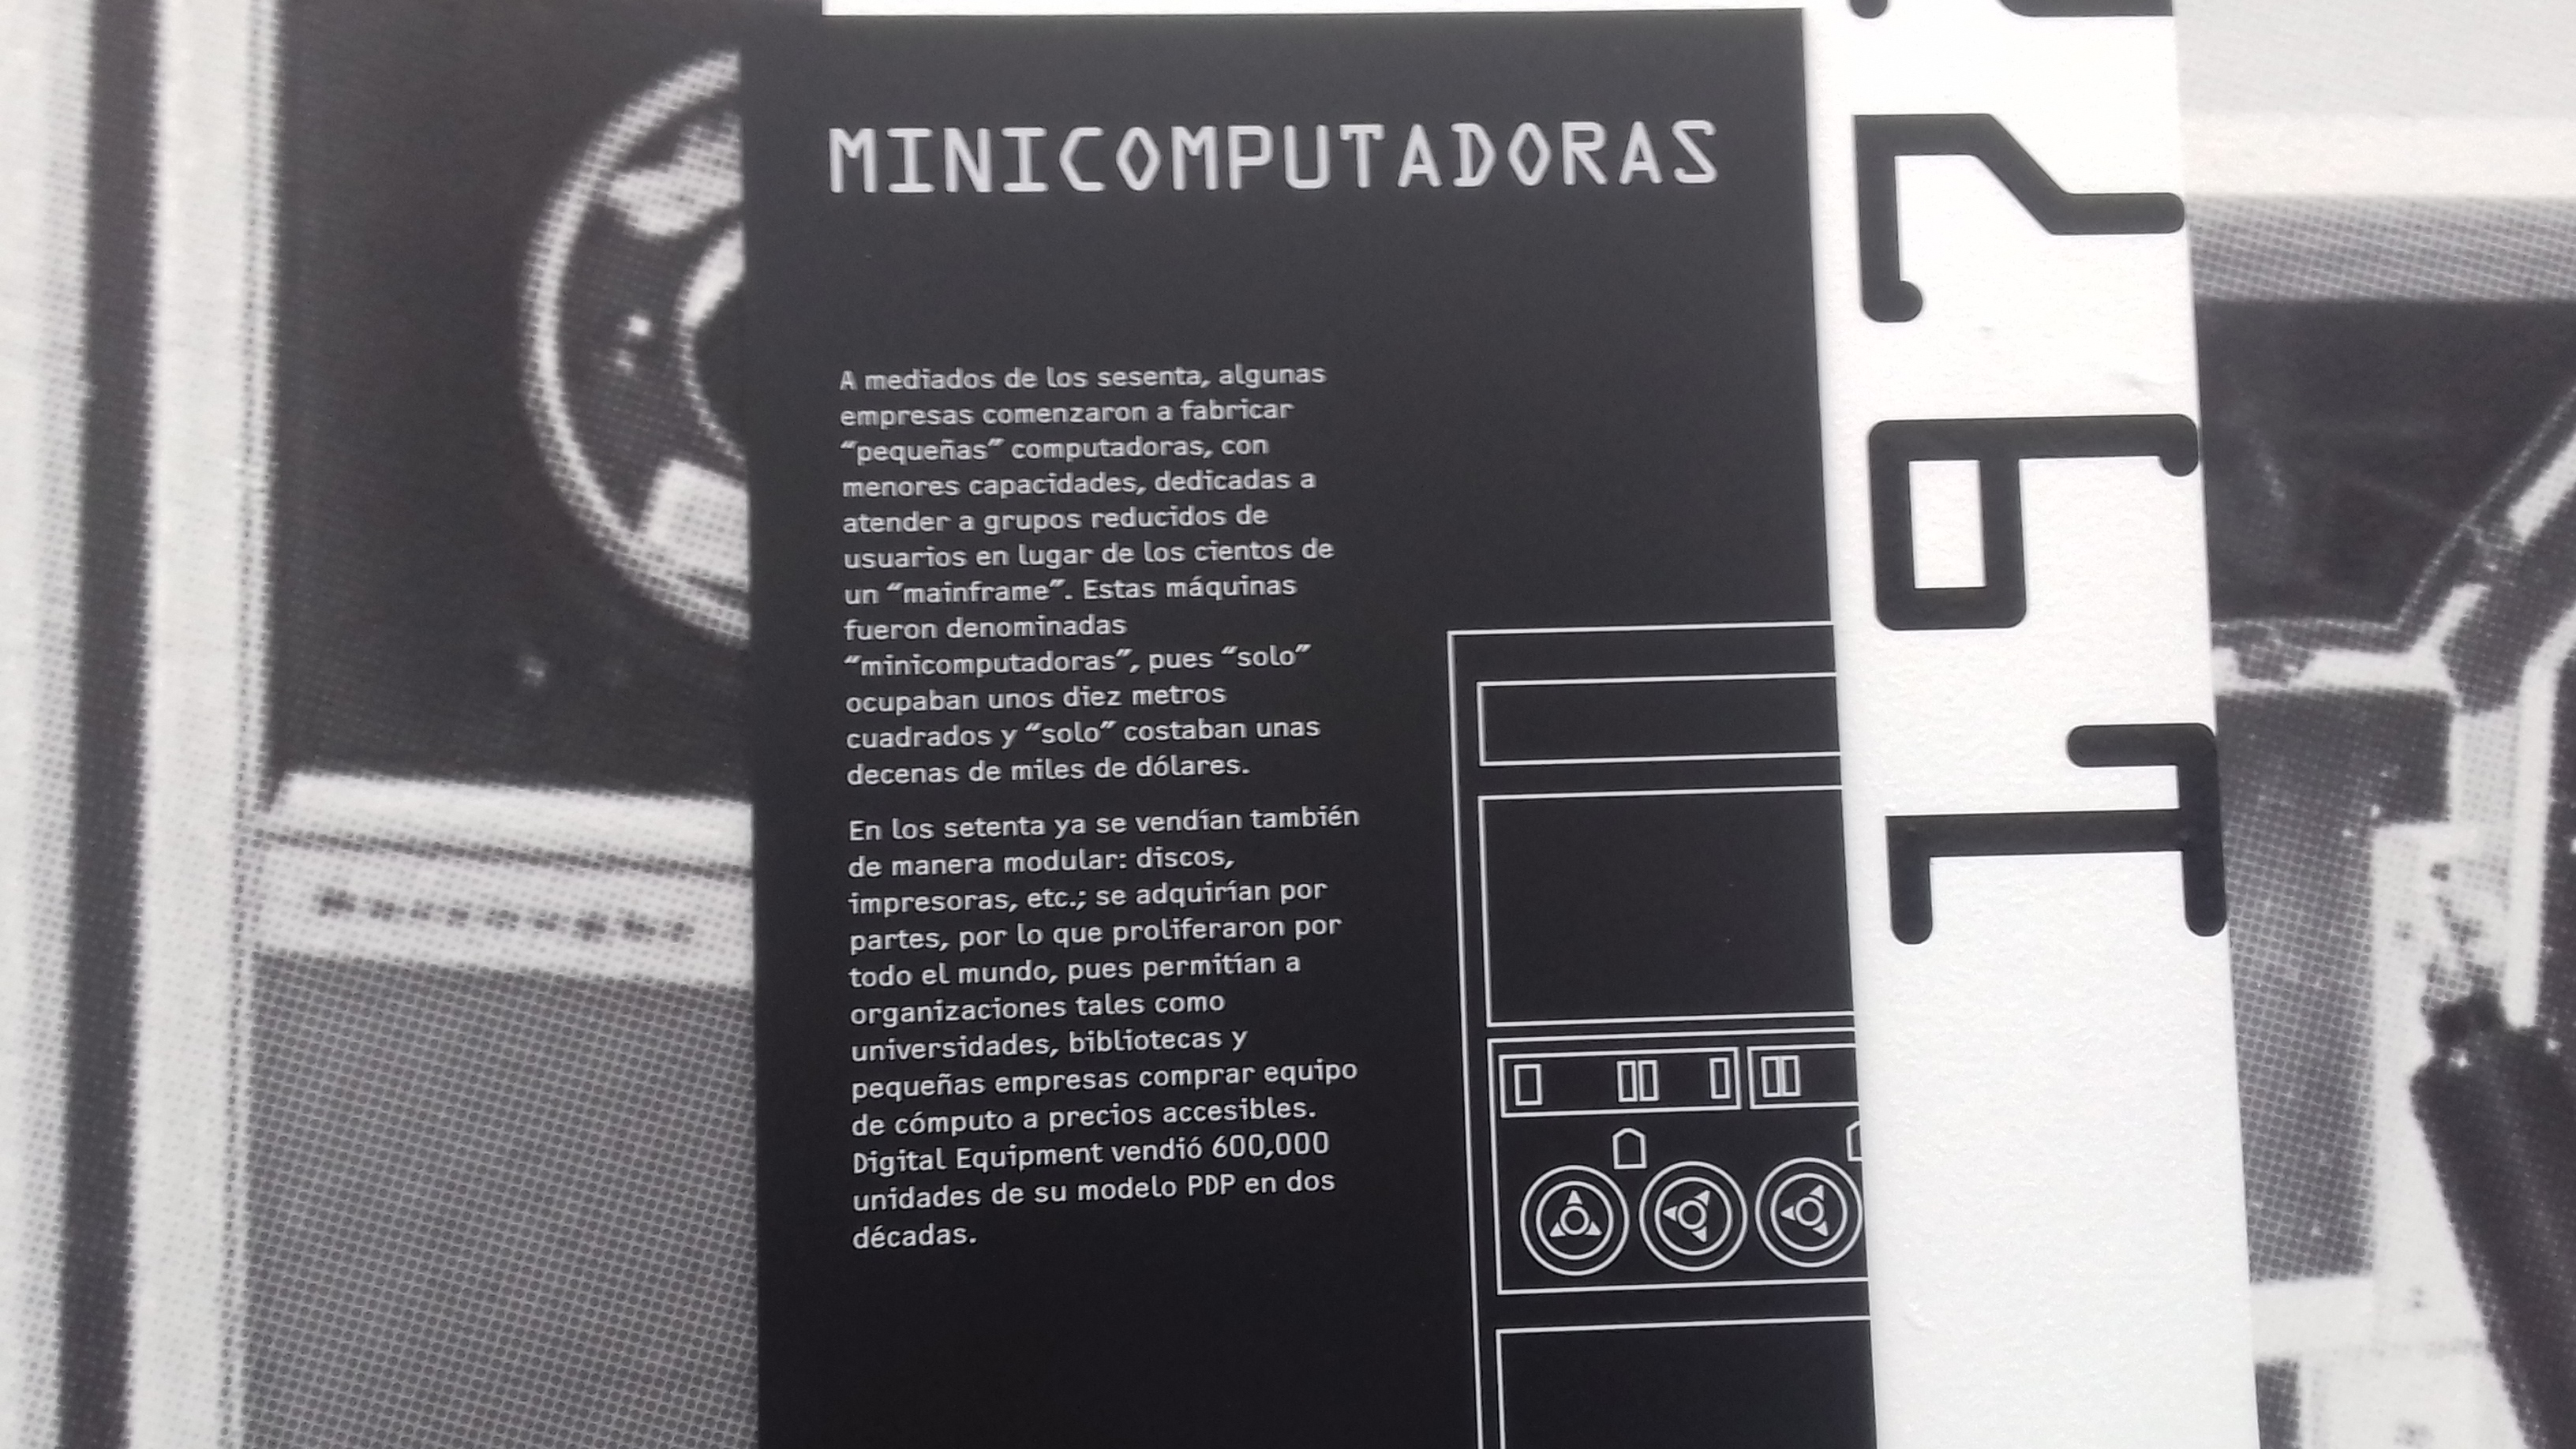 MINICOMPUTADORAS
A mediados de los sesenta, algunas
empresas comenzaron a fabricar
“pequeñas” computadoras, con
menores capacidades, dedicadas a
atender a grupos reducidos de
usuarios en lugar de los cientos de
un “mainframe”. Estas máquinas
fueron denominadas
“minicomputadoras”, pues “solo”
ocupaban unos diez metros
cuadrados y “solo” costaban unas
decenas de miles de dólares.
En los setenta ya se vendían también
de manera modular: discos,
impresoras, etc.; se adquirían por
partes, por lo que proliferaron por
todo el mundo, pues permitían a
organizaciones tales como
universidades, bibliotecas y
pequeñas empresas comprar equipo
de cómputo a precios accesibles.
Digital Equipment vendió 600,000
unidades de su modelo PDP en dos
décadas.
Burroughs